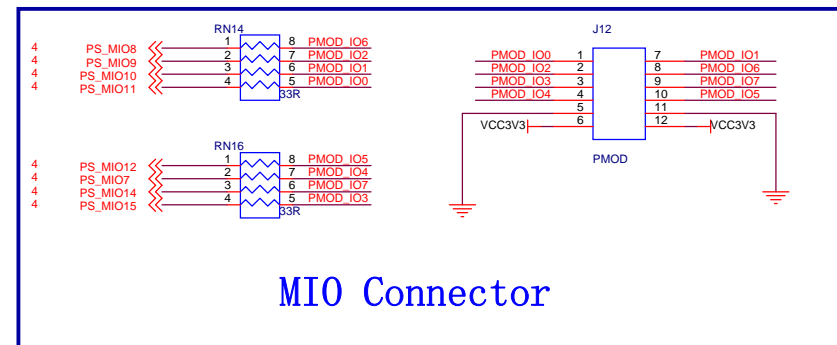 RN14
4 PS_MIO8 1 8 PMOD_IO6
4 PS_MIO9 2 7 PMOD_IO2
4 PS_MIO10 3 6 PMOD_IO1
4 PS_MIO11 4 5 PMOD_IO0
33R
J12
PMOD_IO0 1 7 PMOD_IO1
PMOD_IO2 2 8 PMOD_IO6
PMOD_IO3 3 9 PMOD_IO7
PMOD_IO4 4 10 PMOD_IO5
5 11
VCC3V3 6 12 VCC3V3
PMOD
RN16
4 PS_MIO12 1 8 PMOD_IO5
4 PS_MIO7 2 7 PMOD_IO4
4 PS_MIO14 3 6 PMOD_IO7
4 PS_MIO15 4 5 PMOD_IO3
33R
MIO Connector